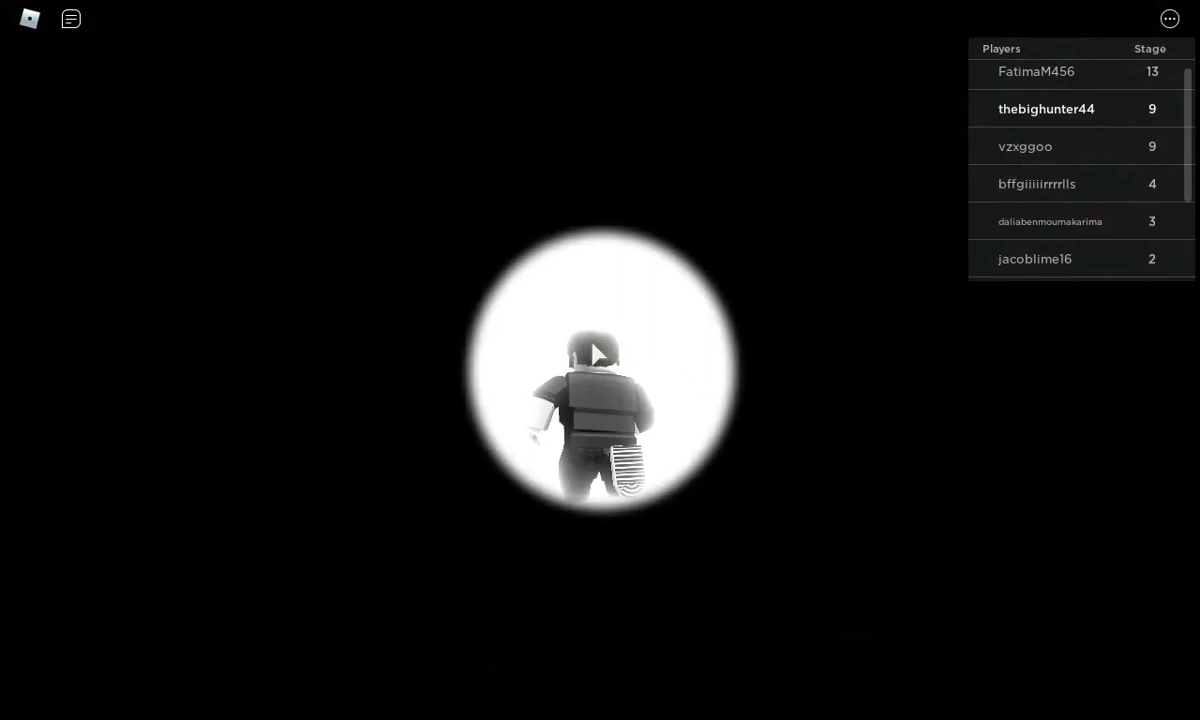 Players Stage
FatimaM456 13
thebighunter44 9
vzxggoo 9
bffgiiiiirrrrlls 4
daliabenmoumakarima 3
jacoblime16 2